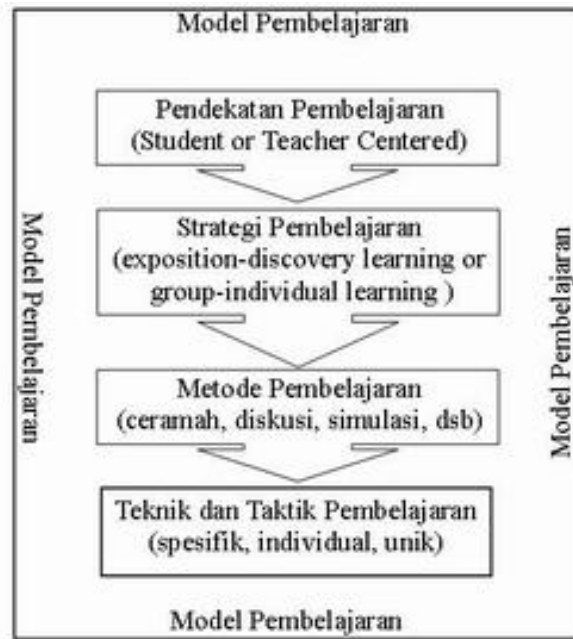 Model Pembelajaran
Pendekatan Pembelajaran
(Student or Teacher Centered)
Model Pembelajaran
Strategi Pembelajaran
(exposition-discovery learning or
group-individual learning )
Model Pembelajaran
Metode Pembelajaran
(ceramah, diskusi, simulasi, dsb)
Teknik dan Taktik Pembelajaran
(spesifik, individual, unik)
Model Pembelajaran